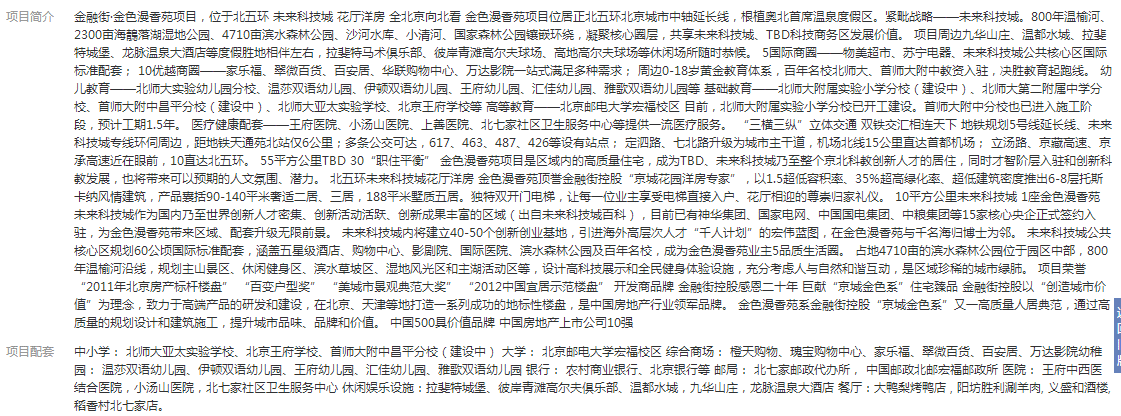 项目简介
金融街·金色漫香苑项目，位于北五环 未来科技城 花厅洋房 全北京向北看 金色漫香苑项目位居正北五环北京城市中轴延长线，根植奥北首席温泉度假区。紧毗战略——未来科技城。800年温榆河、
2300亩海鶄落湖湿地公园、4710亩滨水森林公园、沙河水库、小清河、国家森林公园镶嵌环绕，凝聚核心圈层，共享未来科技城、TBD科技商务区发展价值。 项目周边九华山庄、温都水城、拉斐
特城堡、龙脉温泉大酒店等度假胜地相伴左右，拉斐特马术俱乐部、彼岸青滩高尔夫球场、高地高尔夫球场等休闲场所随时恭候。 5国际商圈——物美超市、苏宁电器、未来科技城公共核心区国际
标准配套； 10优越商圈——家乐福、翠微百货、百安居、华联购物中心、万达影院一站式满足多种需求； 周边0-18岁黄金教育体系，百年名校北师大、首师大附中教资入驻，决胜教育起跑线。 幼
儿教育——北师大实验幼儿园分校、温莎双语幼儿园、伊顿双语幼儿园、王府幼儿园、汇佳幼儿园、雅歌双语幼儿园等 基础教育——北师大附属实验小学分校（建设中）、北师大第二附属中学分
校、首师大附中昌平分校（建设中）、北师大亚太实验学校、北京王府学校等 高等教育——北京邮电大学宏福校区 目前，北师大附属实验小学分校已开工建设。首师大附中分校也已进入施工阶
段，预计工期1.5年。 医疗健康配套——王府医院、小汤山医院、上善医院、北七家社区卫生服务中心等提供一流医疗服务。 “三横三纵”立体交通 双铁交汇相连天下 地铁规划5号线延长线、未来
科技城专线环伺周边，距地铁天通苑北站仅6公里；多条公交可达，617、463、487、426等设有站点； 定泗路、七北路升级为城市主干道，机场北线15公里直达首都机场； 立汤路、京藏高速、京
承高速近在眼前，10直达北五环。 55平方公里TBD 30“职住平衡” 金色漫香苑项目是区域内的高质量住宅，成为TBD、未来科技城乃至整个京北科教创新人才的居住，同时才智阶层入驻和创新科
教发展，也将带来可以预期的人文氛围、潜力。 北五环未来科技城花厅洋房 金色漫香苑顶誉金融街控股“京城花园洋房专家”，以1.5超低容积率、35%超高绿化率、超低建筑密度推出6-8层托斯
卡纳风情建筑，产品囊括90-140平米奢适二居、三居，188平米墅质五居。独特双开门电梯，让每一位业主享受电梯直接入户、花厅相迎的尊崇归家礼仪。 10平方公里未来科技城 1座金色漫香苑
未来科技城作为国内乃至世界创新人才密集、创新活动活跃、创新成果丰富的区域（出自未来科技城百科），目前已有神华集团、国家电网、中国国电集团、中粮集团等15家核心央企正式签约入
驻，为金色漫香苑带来区域、配套升级无限前景。 未来科技城内将建立40-50个创新创业基地，引进海外高层次人才“千人计划”的宏伟蓝图，在金色漫香苑与千名海归博士为邻。 未来科技城公共
核心区规划60公顷国际标准配套，涵盖五星级酒店、购物中心、影剧院、国际医院、滨水森林公园及百年名校，成为金色漫香苑业主5品质生活圈。 占地4710亩的滨水森林公园位于园区中部，800
年温榆河沿线，规划主山景区、休闲健身区、滨水草坡区、湿地风光区和主湖活动区等，设计高科技展示和全民健身体验设施，充分考虑人与自然和谐互动，是区域珍稀的城市绿肺。 项目荣誉
“2011年北京房产标杆楼盘” “百变户型奖” “美城市景观典范大奖” “2012中国宜居示范楼盘” 开发商品牌 金融街控股感恩二十年 巨献“京城金色系”住宅臻品 金融街控股以“创造城市价
值”为理念，致力于高端产品的研发和建设，在北京、天津等地打造一系列成功的地标性楼盘，是中国房地产行业领军品牌。 金色漫香苑系金融街控股“京城金色系”又一高质量人居典范，通过高
质量的规划设计和建筑施工，提升城市品味、品牌和价值。 中国500具价值品牌 中国房地产上市公司10强
项目配套
中小学： 北师大亚太实验学校、北京王府学校、首师大附中昌平分校（建设中） 大学： 北京邮电大学宏福校区 综合商场： 橙天购物、瑰宝购物中心、家乐福、翠微百货、百安居、万达影院幼稚
园： 温莎双语幼儿园、伊顿双语幼儿园、王府幼儿园、汇佳幼儿园、雅歌双语幼儿园 银行： 农村商业银行、北京银行等 邮局： 北七家邮政代办所， 中国邮政北邮宏福邮政所 医院： 王府中西医
结合医院，小汤山医院，北七家社区卫生服务中心 休闲娱乐设施：拉斐特城堡、彼岸青滩高尔夫俱乐部、温都水城，九华山庄，龙脉温泉大酒店 餐厅：大鸭梨烤鸭店，阳坊胜利涮羊肉, 义盛和酒楼,
稻香村北七家店。